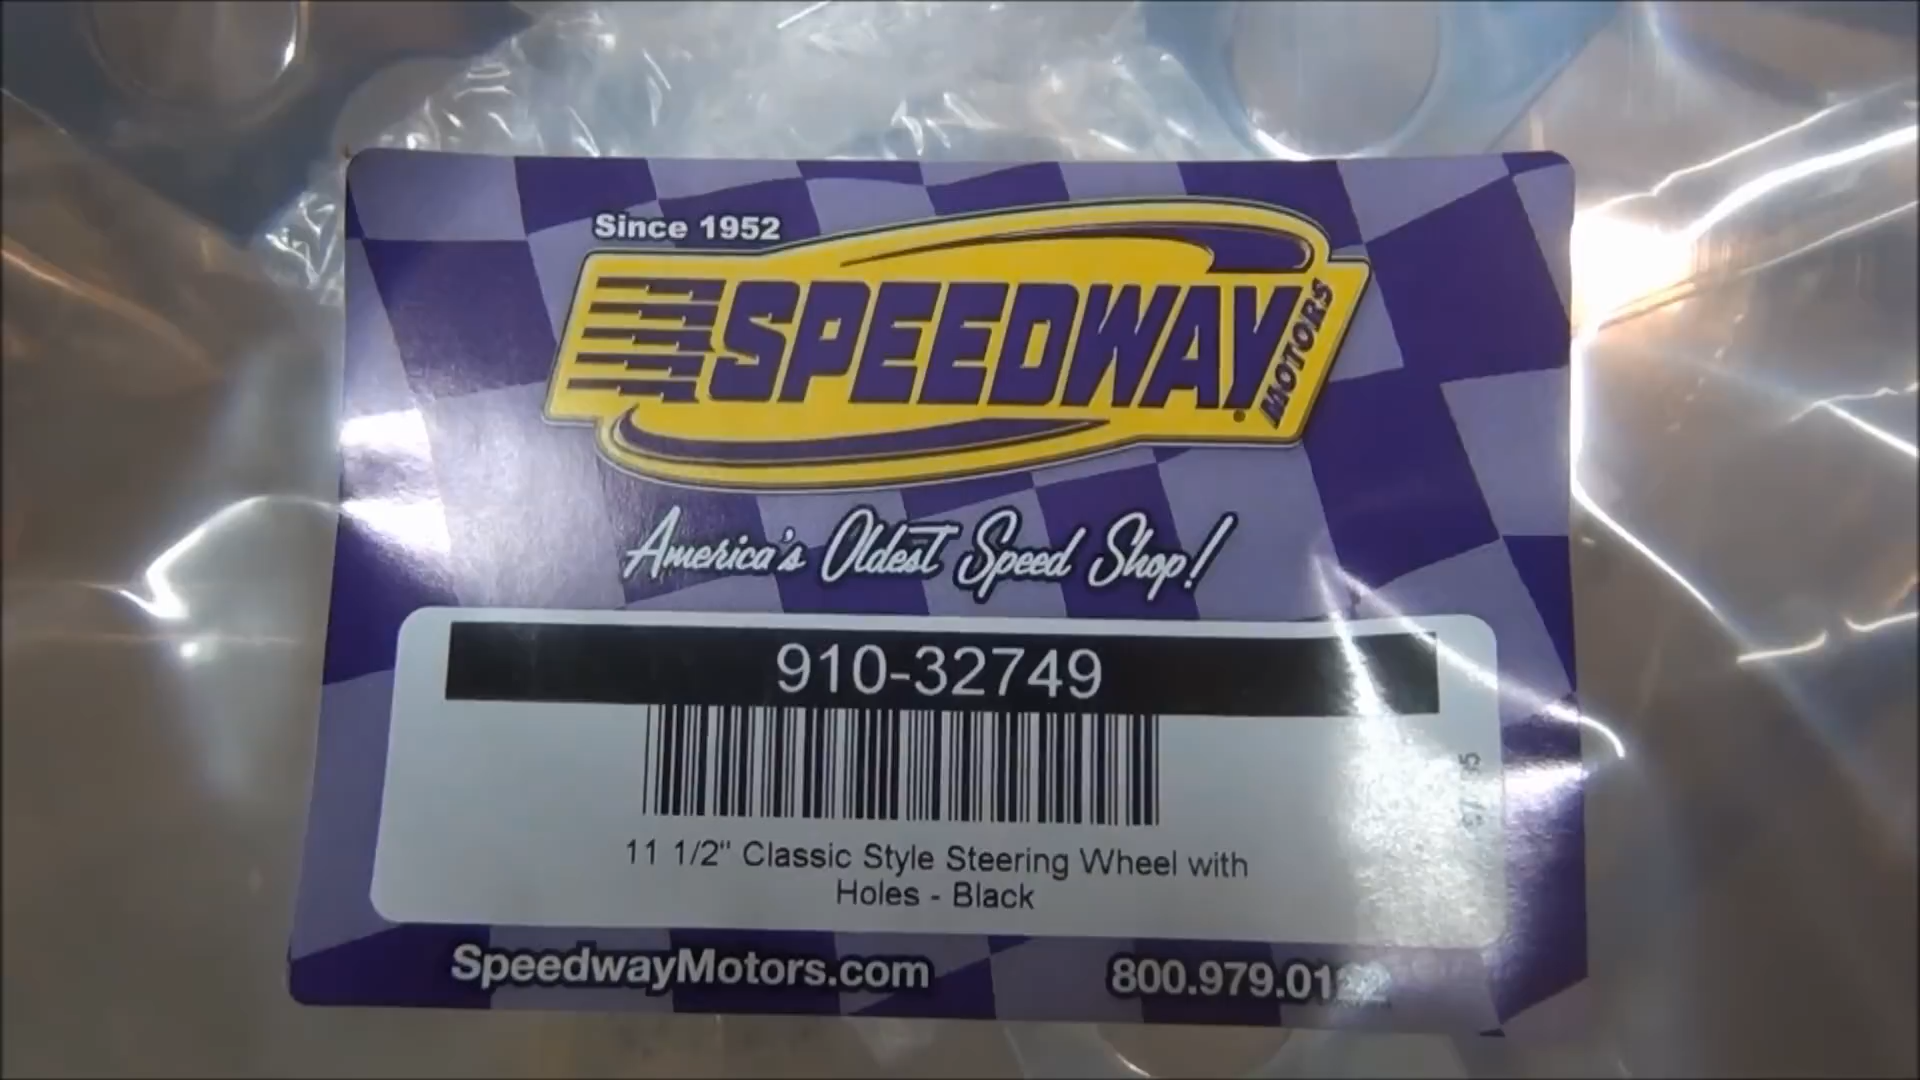 Since 1952
SPEEDWAY
MOTORS
America's Oldest Speed Shop!
910-32749
11 1/2" Classic Style Steering Wheel with
Holes - Black
SpeedwayMotors.com